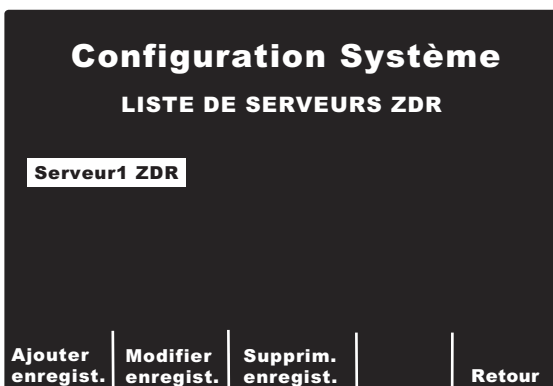 Configuration Système
LISTE DE SERVEURS ZDR
Serveur1 ZDR
Ajouter enregist.
Modifier enregist.
Supprim. enregist.
Retour